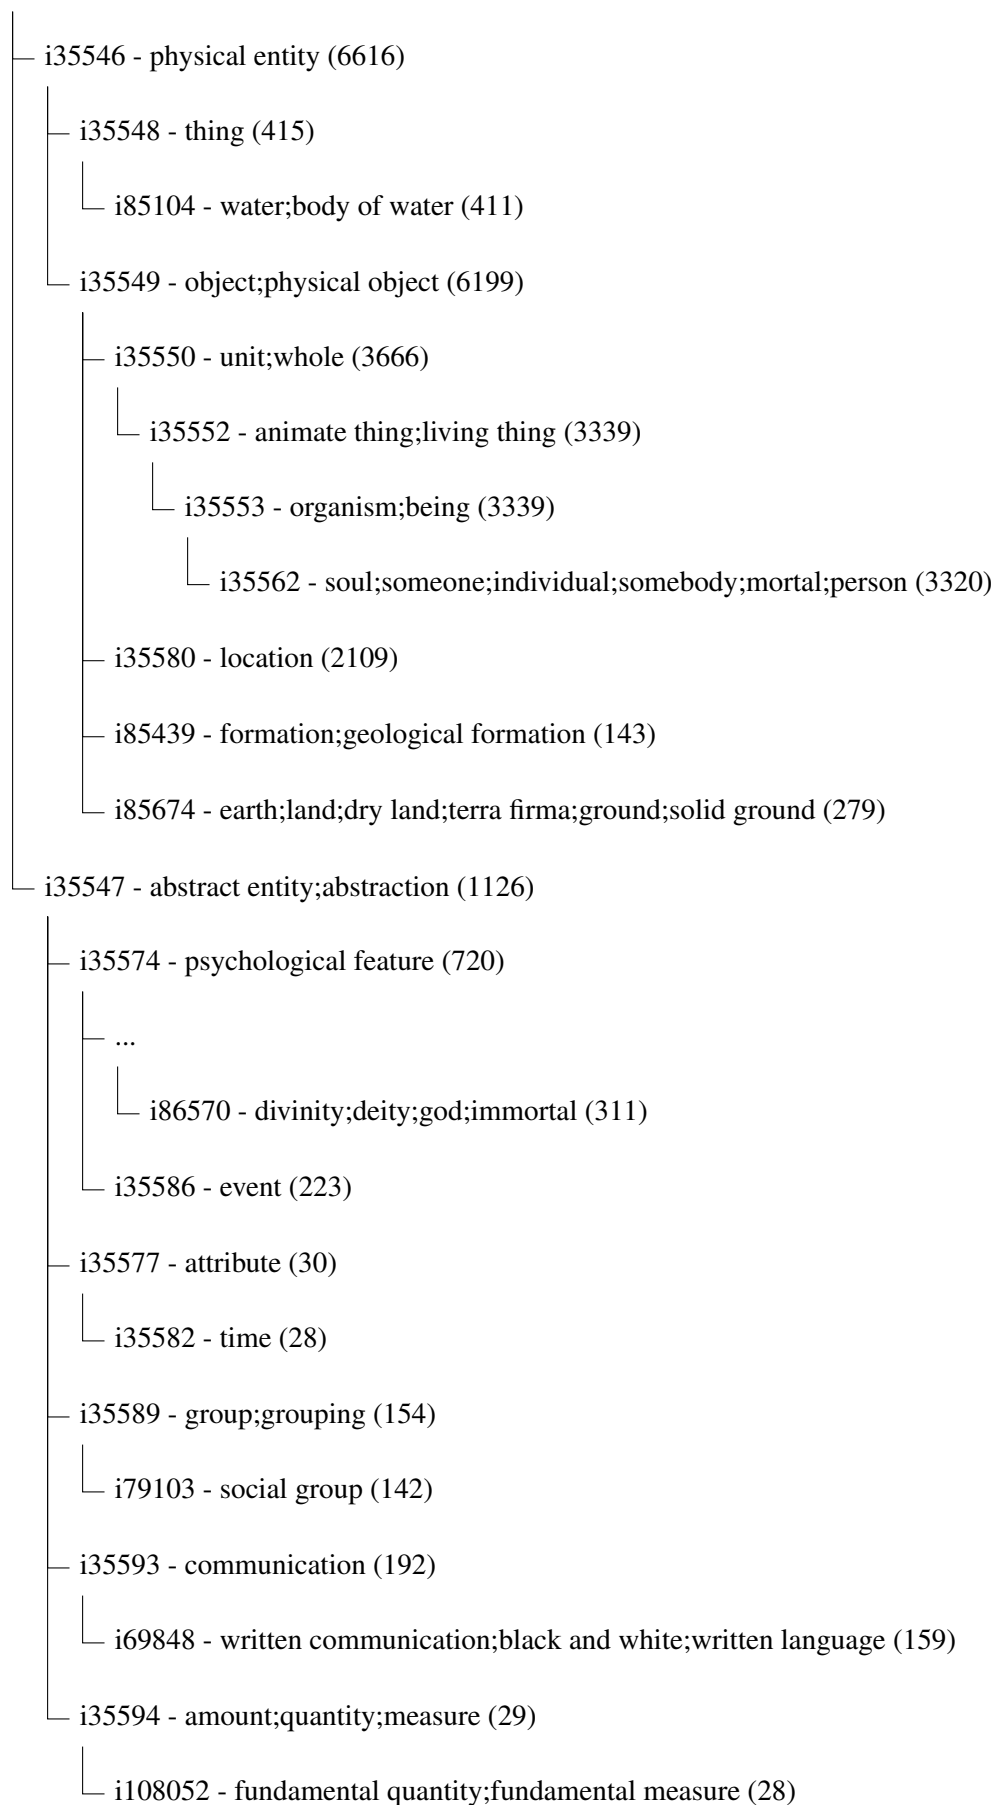 i35546 - physical entity (6616)
i35548 - thing (415)
i85104 - water;body of water (411)
i35549 - object;physical object (6199)
i35550 - unit;whole (3666)
i35552 - animate thing;living thing (3339)
i35553 - organism;being (3339)
i35562 - soul;someone;individual;somebody;mortal;person (3320)
i35580 - location (2109)
i85439 - formation;geological formation (143)
i85674 - earth;land;dry land;terra firma;ground;solid ground (279)
i35547 - abstract entity;abstraction (1126)
i35574 - psychological feature (720)
...
i86570 - divinity;deity;god;immortal (311)
i35586 - event (223)
i35577 - attribute (30)
i35582 - time (28)
i35589 - group;grouping (154)
i79103 - social group (142)
i35593 - communication (192)
i69848 - written communication;black and white;written language (159)
i35594 - amount;quantity;measure (29)
i108052 - fundamental quantity;fundamental measure (28)